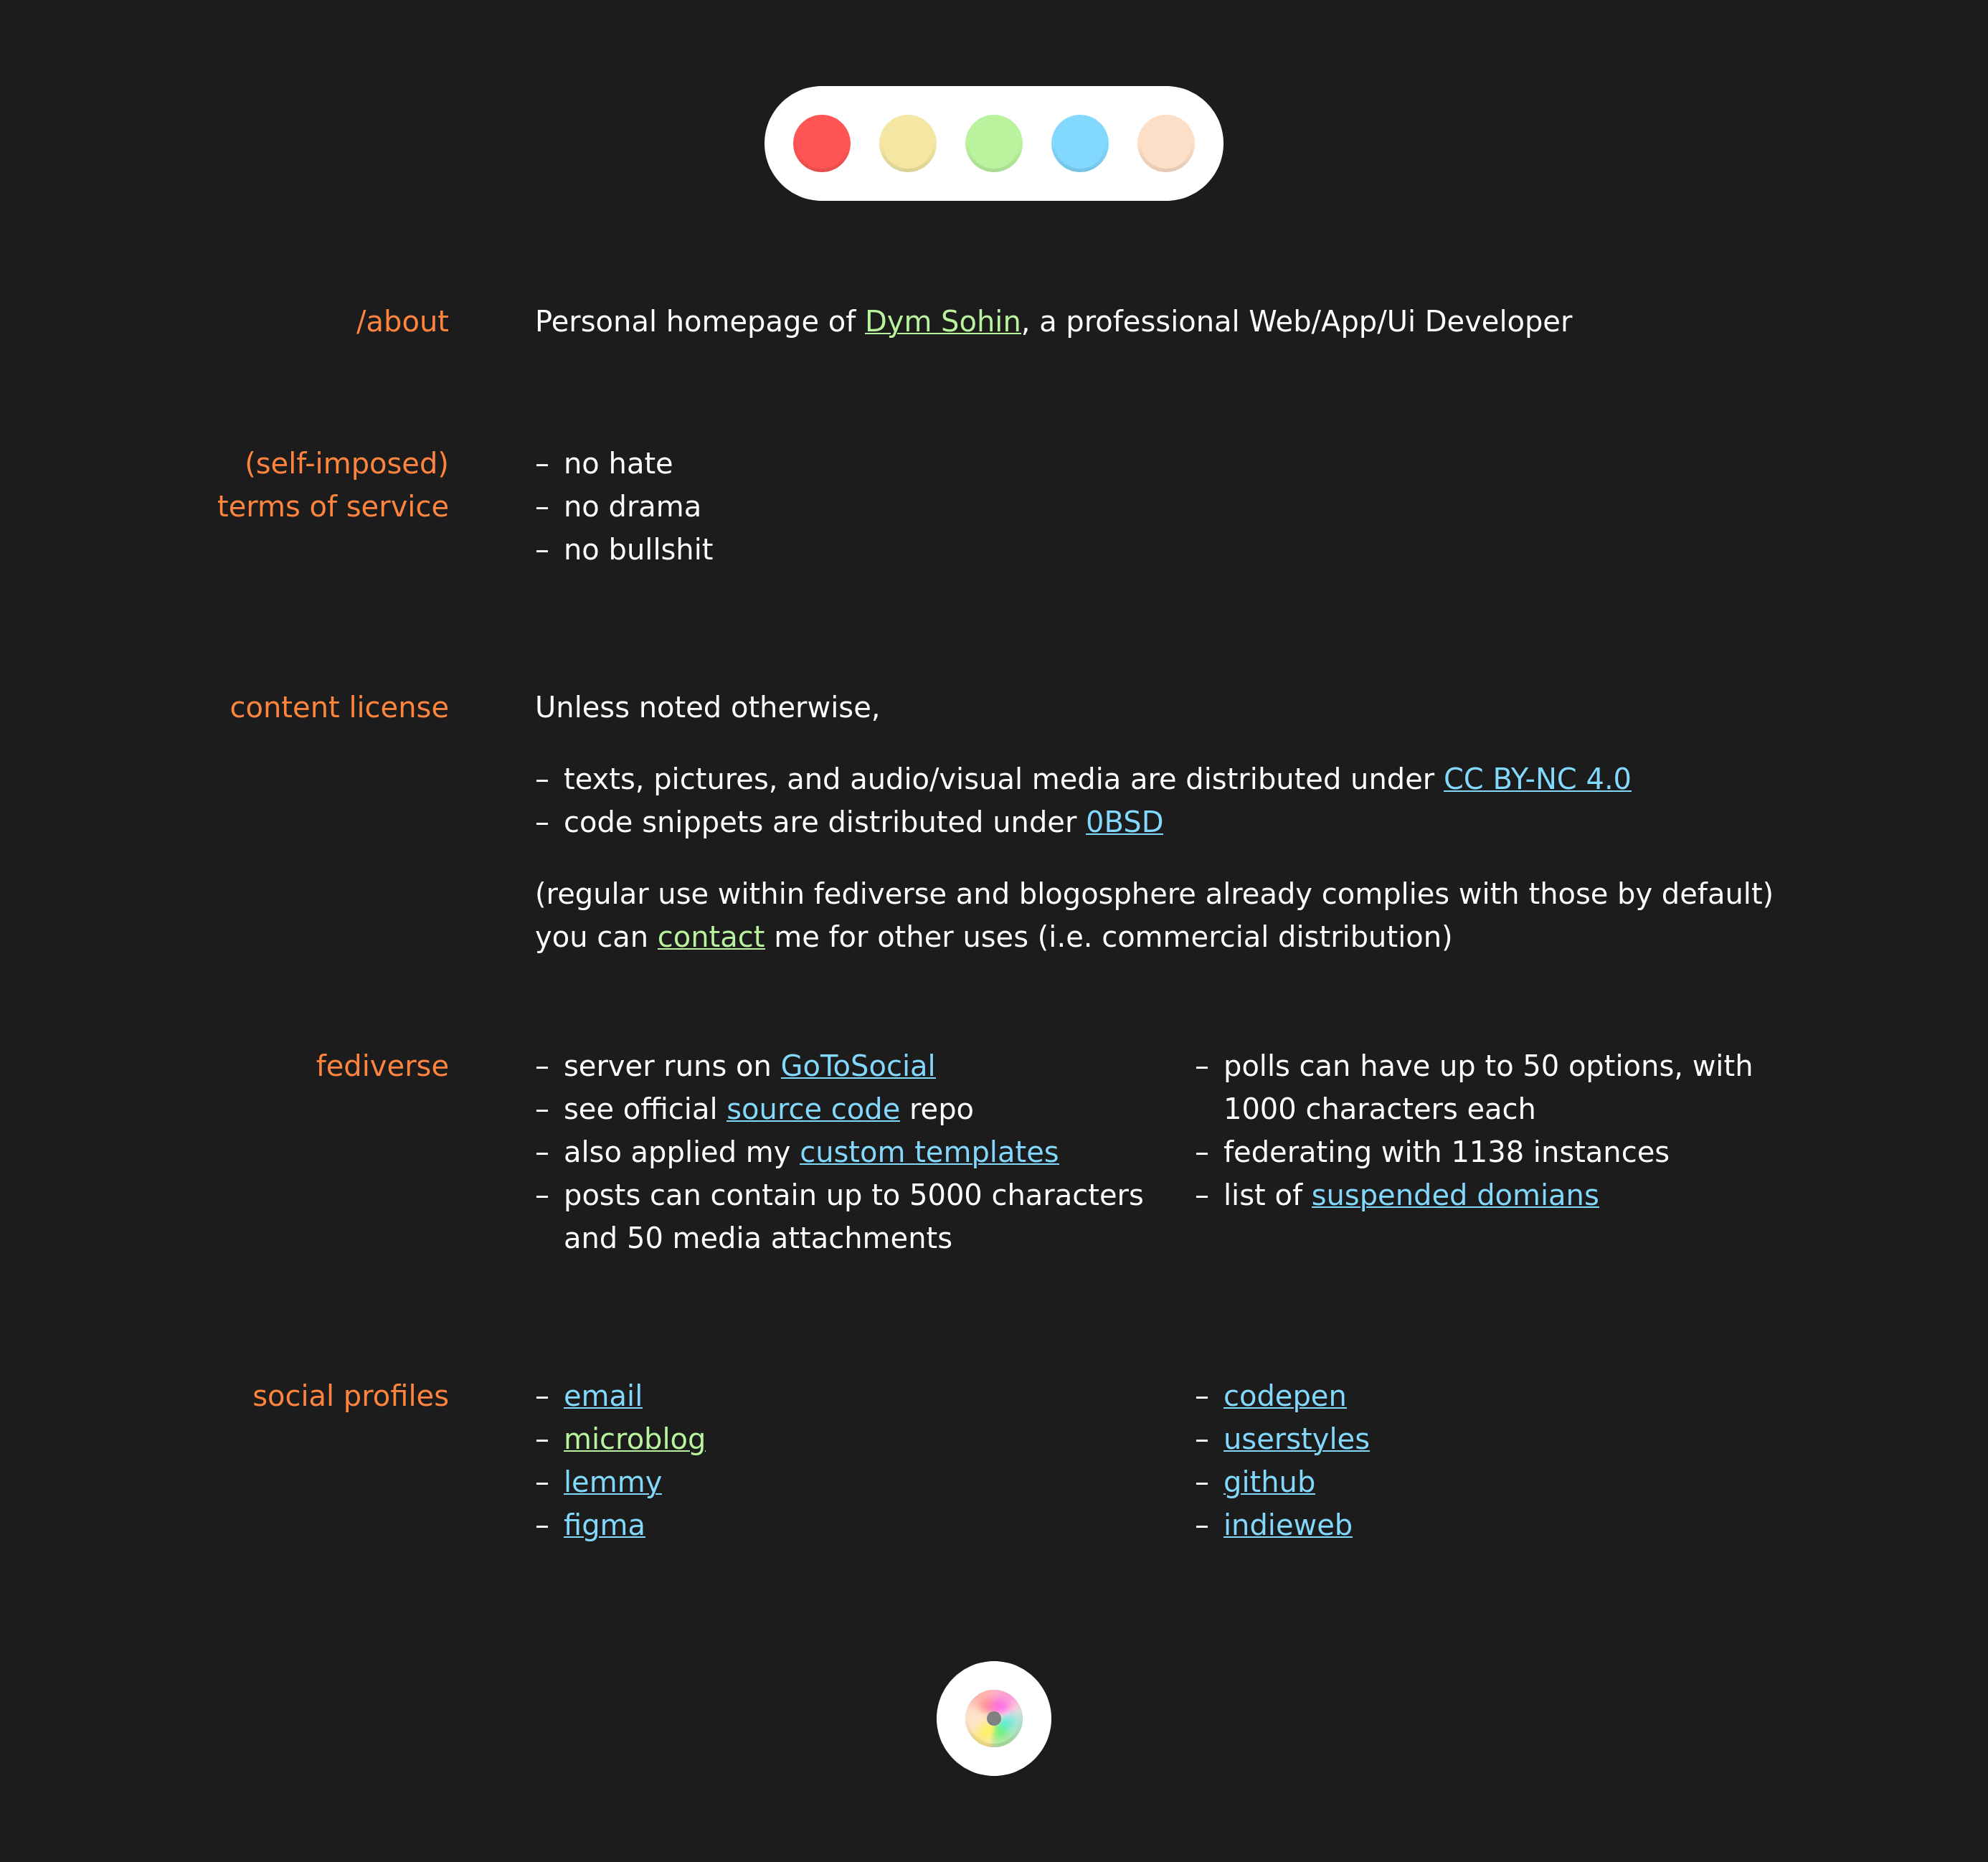 /about
Personal homepage of Dym Sohin, a professional Web/App/Ui Developer
(self-imposed)
terms of service
– no hate
– no drama
– no bullshit
content license
Unless noted otherwise,
– texts, pictures, and audio/visual media are distributed under CC BY-NC 4.0
– code snippets are distributed under 0BSD
(regular use within fediverse and blogosphere already complies with those by default)
you can contact me for other uses (i.e. commercial distribution)
fediverse
– server runs on GoToSocial
– see official source code repo
– also applied my custom templates
– posts can contain up to 5000 characters
and 50 media attachments
– polls can have up to 50 options, with
1000 characters each
– federating with 1138 instances
– list of suspended domians
social profiles
– email
– microblog
– lemmy
– figma
– codepen
– userstyles
– github
– indieweb